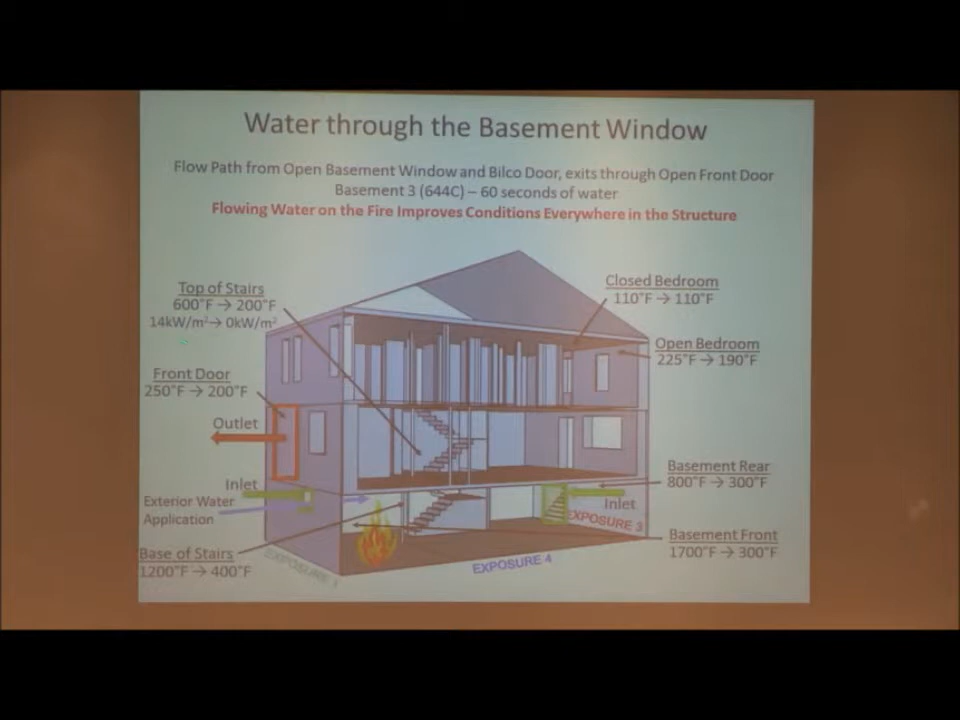 Water through the Basement Window
Flow Path from Open Basement Window and Bilco Door, exits through Open Front Door
Basement 3 (644C) – 60 seconds of water
Flowing Water on the Fire Improves Conditions Everywhere in the Structure
Top of Stairs
600°F → 200°F
14kW/m²→ 0kW/m²
Closed Bedroom
110°F → 110°F
Open Bedroom
225°F → 190°F
Front Door
250°F → 200°F
Outlet
Inlet
Exterior Water
Application
Base of Stairs
1200°F → 400°F
Basement Rear
800°F → 300°F
Inlet
EXPOSURE 3
Basement Front
1700°F → 300°F
EXPOSURE 4
EXPOSURE 1